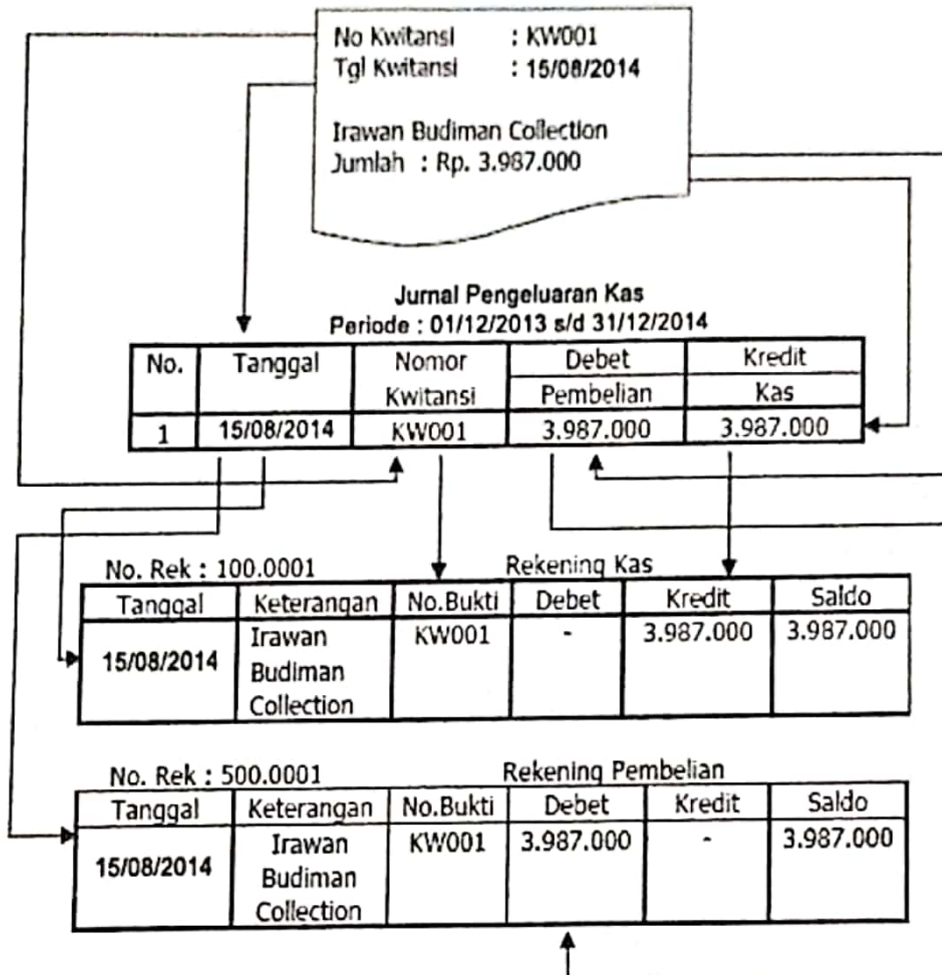 No Kwitansi : KW001
Tgl Kwitansi : 15/08/2014
Irawan Budiman Collection
Jumlah : Rp. 3.987.000
Jurnal Pengeluaran Kas
Periode : 01/12/2013 s/d 31/12/2014
No. Tanggal Nomor Kwitansi Debet Kredit
Pembelian Kas
1 15/08/2014 KW001 3.987.000 3.987.000
No. Rek : 100.0001 Rekening Kas
Tanggal Keterangan No.Bukti Debet Kredit Saldo
15/08/2014 Irawan KW001 - 3.987.000 3.987.000
Budiman
Collection
No. Rek : 500.0001 Rekening Pembelian
Tanggal Keterangan No.Bukti Debet Kredit Saldo
15/08/2014 Irawan KW001 3.987.000 - 3.987.000
Budiman
Collection